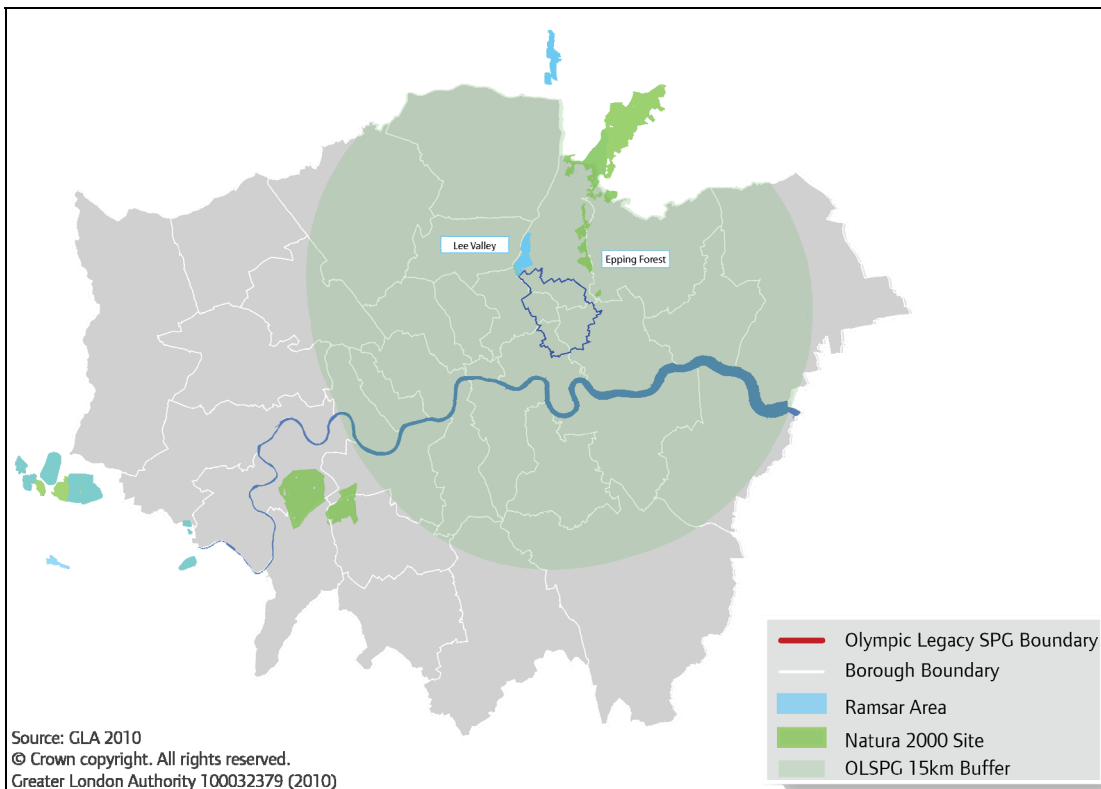 Lee Valley
Epping Forest
Olympic Legacy SPG Boundary
Borough Boundary
Ramsar Area
Natura 2000 Site
OLSPG 15km Buffer
Source: GLA 2010
© Crown copyright. All rights reserved.
Greater London Authority 100032379 (2010)